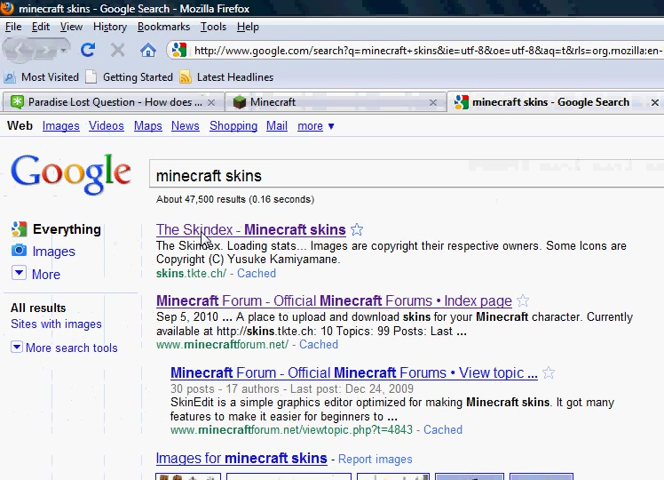 minecraft skins - Google Search - Mozilla Firefox
File Edit View History Bookmarks Tools Help
http://www.google.com/search?q=minecraft+skins&ie=utf-8&oe=utf-8&aq=t&rls=org.mozilla:en-
Most Visited Getting Started Latest Headlines
Paradise Lost Question - How does ... Minecraft minecraft skins - Google Search
Web Images Videos Maps News Shopping Mail more ▼
Google minecraft skins
About 47,500 results (0.16 seconds)
Everything
Images
More
All results
Sites with images
More search tools
The Skindex - Minecraft skins
The Skindex. Loading stats... Images are copyright their respective owners. Some Icons are
Copyright (C) Yusuke Kamiyamane.
skins.tkte.ch/ - Cached
Minecraft Forum - Official Minecraft Forums • Index page
Sep 5, 2010 ... A place to upload and download skins for your Minecraft character. Currently
available at http://skins.tkte.ch: 10 Topics: 99 Posts: Last ...
www.minecraftforum.net/ - Cached
Minecraft Forum - Official Minecraft Forums • View topic ...
30 posts - 17 authors - Last post: Dec 24, 2009
SkinEdit is a simple graphics editor optimized for making Minecraft skins. It got many
features to make it easier for beginners to ...
www.minecraftforum.net/viewtopic.php?t=4843 - Cached
Images for minecraft skins - Report images